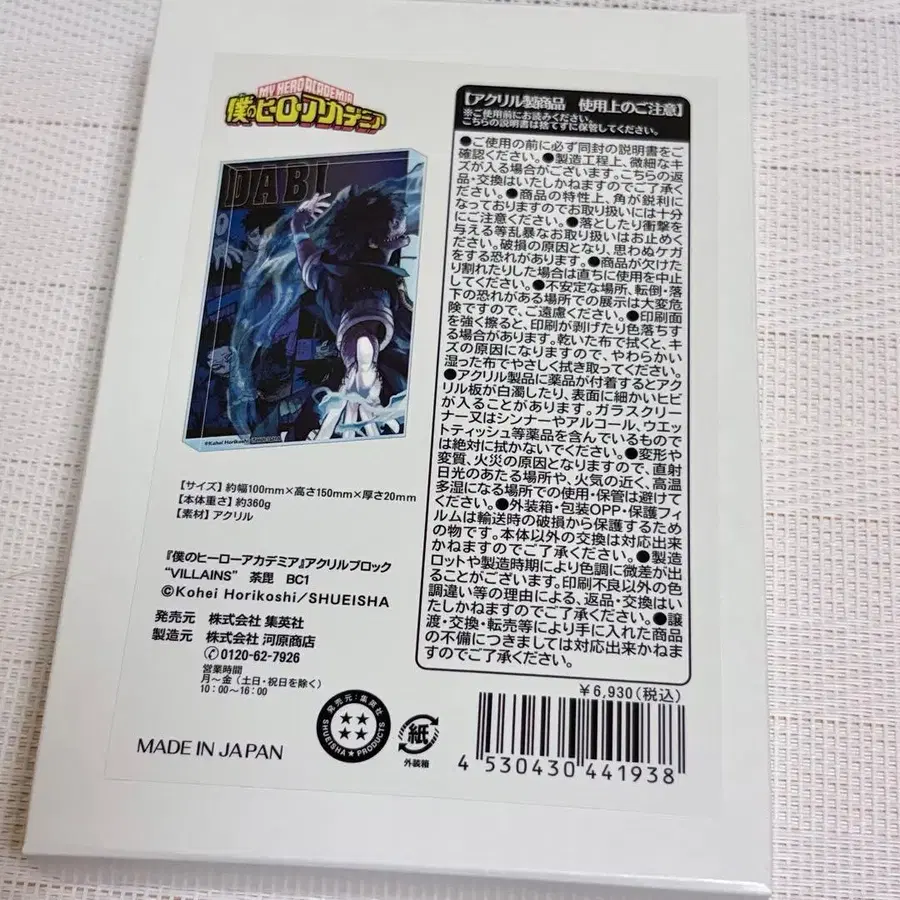 MY HERO ACADEMIA
僕のヒーローアカデミア
DABI
©Kohei Horikoshi/SHUEISHA
【サイズ】約幅100mm×高さ150mm×厚さ20mm
【本体重さ】約360g
【素材】アクリル
『僕のヒーローアカデミア』アクリルブロック
“VILLAINS” 荼毘 BC1
©Kohei Horikoshi/SHUEISHA
発売元 株式会社 集英社
製造元 株式会社 河原商店
0120-62-7926
営業時間
月〜金(土日・祝日を除く)
10:00〜16:00
MADE IN JAPAN
発売元:集英社
SHUEISHA★PRODUCTS
紙
外装箱
【アクリル製商品 使用上のご注意】
※ご使用前にお読みください。
こちらの説明書は捨てずに保管してください。
●ご使用の前に必ず同封の説明書をご
確認ください。●製造工程上、微細なキ
ズが入る場合がございます。こちらの返
品・交換はいたしかねますのでご了承く
ださい。●商品の特性上、角が鋭利に
なっておりますのでお取り扱いには十分
にご注意ください。●落としたり衝撃を
与える等乱暴なお取り扱いはお止めく
ださい。破損の原因となり、思わぬケガ
をする恐れがあります。●商品が欠けた
り割れたりした場合は直ちに使用を中止
してください。●不安定な場所、転倒・落
下の恐れがある場所での展示は大変危
険ですので、ご遠慮ください。●印刷面
を強く擦ると、印刷が剥げたり色落ちす
る場合があります。乾いた布で拭くと、キ
ズの原因になりますので、やわらかい
湿った布でやさしく拭き取ってください。
●アクリル製品に薬品が付着するとアク
リル板が白濁したり、表面に細かいヒビ
が入ることがあります。ガラスクリー
ナー又はシンナーやアルコール、ウエッ
トティッシュ等薬品を含んでいるもので
は絶対に拭かないでください。●変形や
変質、火災の原因となりますので、直射
日光のあたる場所や、火気の近く、高温
多湿になる場所での使用・保管は避けて
ください。●外装箱・包装OPP・保護フィ
ルムは輸送時の破損から保護するため
の物です。本体以外の交換は対応出来
かねますのでご了承ください。●製造
ロットや製造時期により色調に微差が出
ることがございます。印刷不良以外の色
調違い等の理由による、返品・交換はい
たしかねますのでご了承ください。●譲
渡・交換・転売等により手に入れた商品
の不備につきましては対応出来かねま
すのでご了承ください。
￥6,930(税込)
4 530430 441938